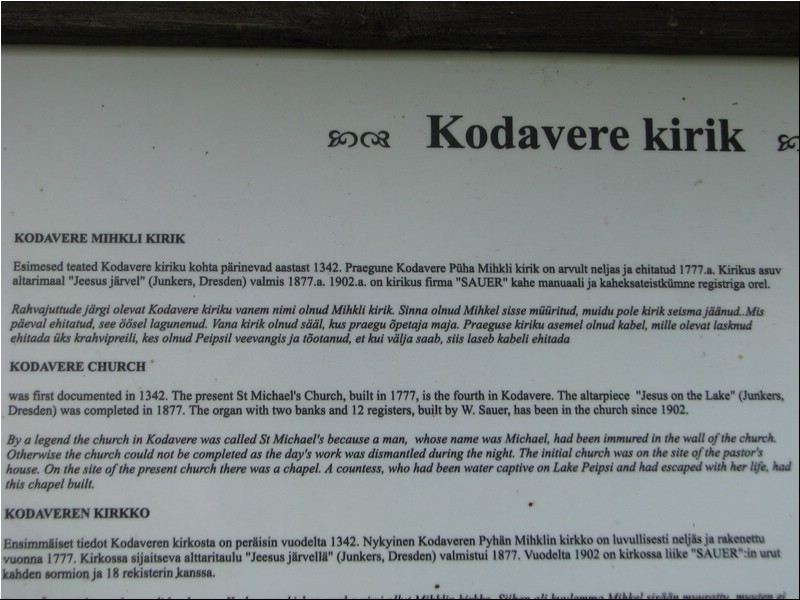 Kodavere kirik
KODAVERE MIHKLI KIRIK
Esimesed teated Kodavere kiriku kohta pärinevad aastast 1342. Praegune Kodavere Püha Mihkli kirik on arvult neljas ja ehitatud 1777.a. Kirikus asuv
altarimaal "Jeesus järvel" (Junkers, Dresden) valmis 1877.a. 1902.a. on kirikus firma "SAUER" kahe manuaali ja kaheksateistkümne registriga orel.
Rahvajuttude järgi olevat Kodavere kiriku vanem nimi olnud Mihkli kirik. Sinna olnud Mihkel sisse müüritud, muidu pole kirik seisma jäänud..Mis
päeval ehitatud, see öösel lagunenud. Vana kirik olnud sääl, kus praegu õpetaja maja. Praeguse kiriku asemel olnud kabel, mille olevat lasknud
ehitada üks krahvipreili, kes olnud Peipsil veevangis ja tõotanud, et kui välja saab, siis laseb kabeli ehitada
KODAVERE CHURCH
was first documented in 1342. The present St Michael's Church, built in 1777, is the fourth in Kodavere. The altarpiece "Jesus on the Lake" (Junkers,
Dresden) was completed in 1877. The organ with two banks and 12 registers, built by W. Sauer, has been in the church since 1902.
By a legend the church in Kodavere was called St Michael's because a man, whose name was Michael, had been immured in the wall of the church.
Otherwise the church could not be completed as the day's work was dismantled during the night. The initial church was on the site of the pastor's
house. On the site of the present church there was a chapel. A countess, who had been water captive on Lake Peipsi and had escaped with her life, had
this chapel built.
KODAVEREN KIRKKO
Ensimmäiset tiedot Kodaveren kirkosta on peräisin vuodelta 1342. Nykyinen Kodaveren Pyhän Mihklin kirkko on luvullisesti neljäs ja rakenettu
vuonna 1777. Kirkossa sijaitseva alttaritaulu "Jeesus järvellä" (Junkers, Dresden) valmistui 1877. Vuodelta 1902 on kirkossa liike "SAUER":in urut
kahden sormion ja 18 rekisterin kanssa.